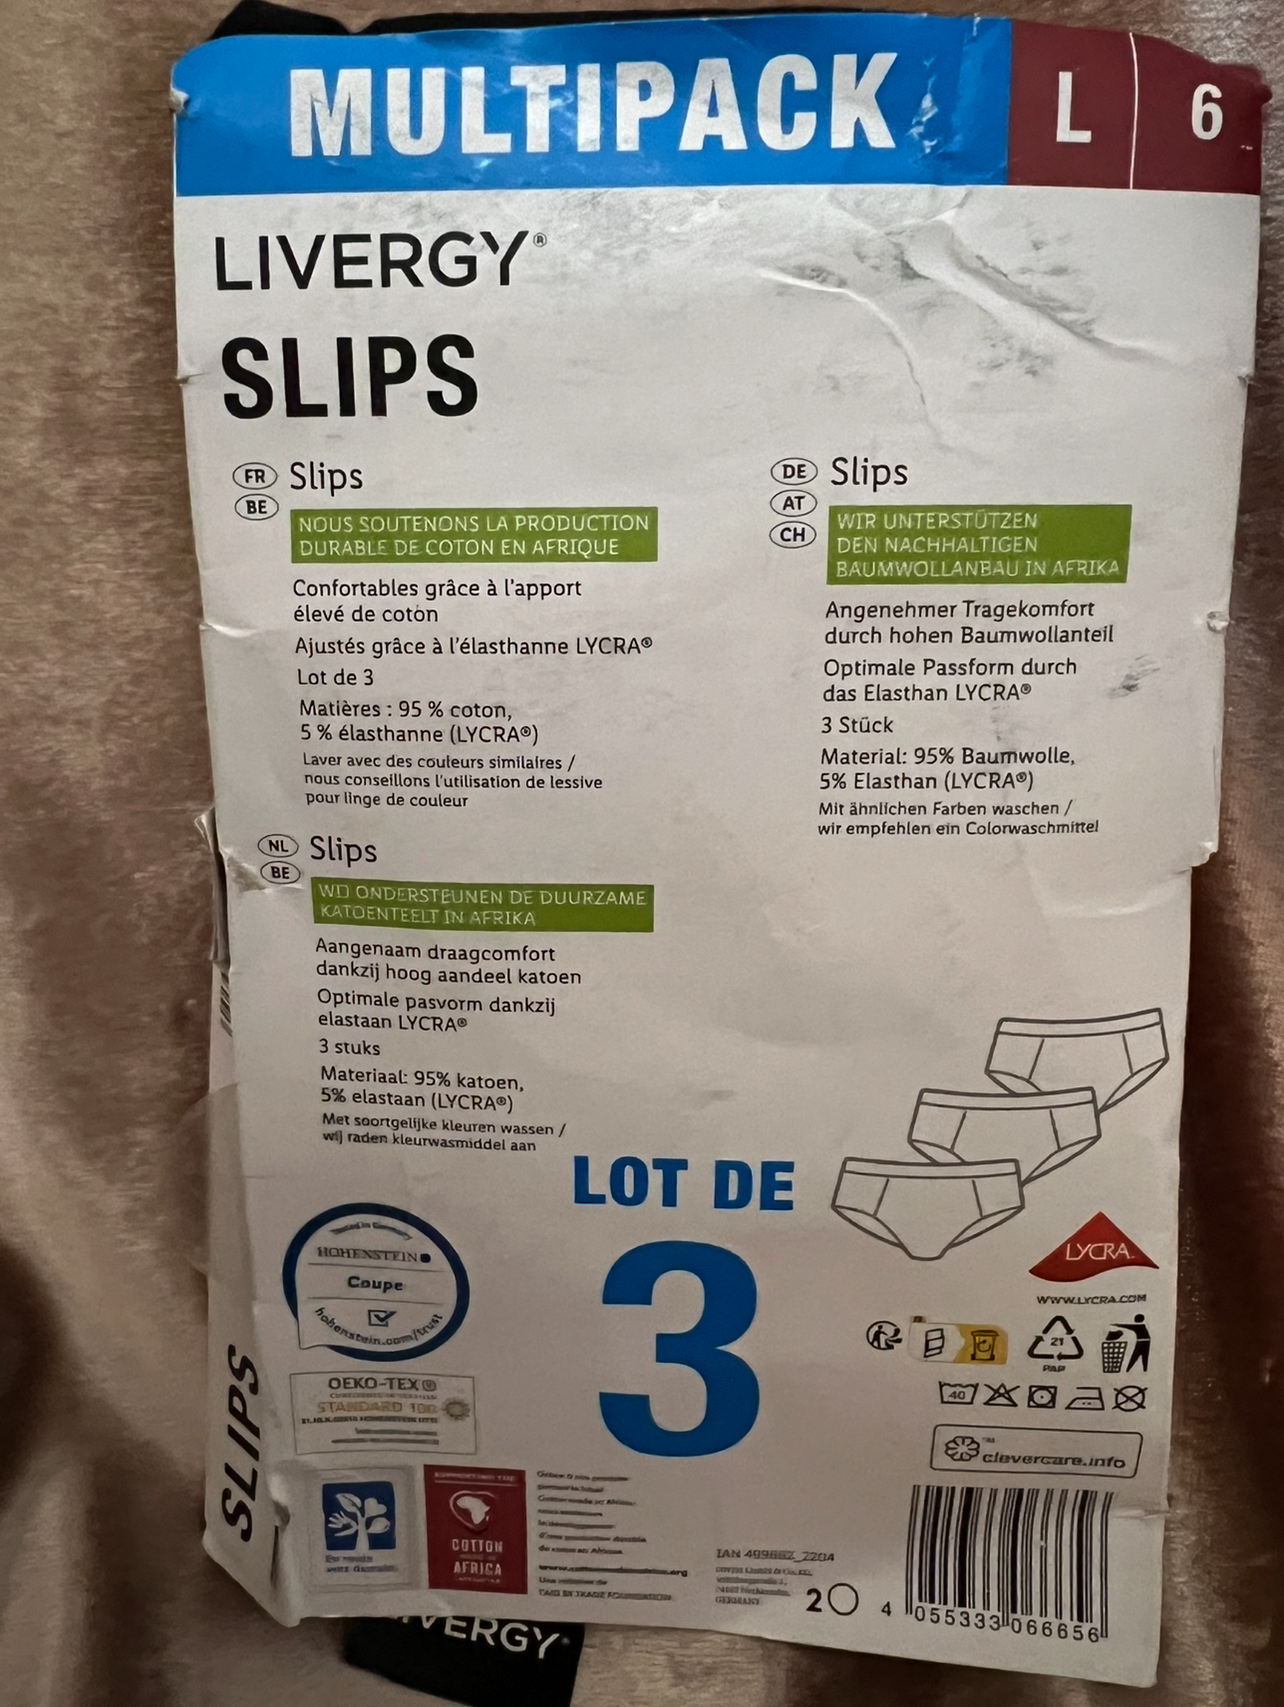 MULTIPACK
L 6
LIVERGY®
SLIPS
FR BE Slips
NOUS SOUTENONS LA PRODUCTION
DURABLE DE COTON EN AFRIQUE
Confortables grâce à l'apport
élevé de coton
Ajustés grâce à l'élasthanne LYCRA®
Lot de 3
Matières : 95 % coton,
5 % élasthanne (LYCRA®)
Laver avec des couleurs similaires /
nous conseillons l'utilisation de lessive
pour linge de couleur
DE AT CH Slips
WIR UNTERSTÜTZEN
DEN NACHHALTIGEN
BAUMWOLLANBAU IN AFRIKA
Angenehmer Tragekomfort
durch hohen Baumwollanteil
Optimale Passform durch
das Elasthan LYCRA®
3 Stück
Material: 95% Baumwolle,
5% Elasthan (LYCRA®)
Mit ähnlichen Farben waschen /
wir empfehlen ein Colorwaschmittel
NL BE Slips
WIJ ONDERSTEUNEN DE DUURZAME
KATOENTEELT IN AFRIKA
Aangenaam draagcomfort
dankzij hoog aandeel katoen
Optimale pasvorm dankzij
elastaan LYCRA®
3 stuks
Materiaal: 95% katoen,
5% elastaan (LYCRA®)
Met soortgelijke kleuren wassen /
wij raden kleurwasmiddel aan
LOT DE
3
Tested in Germany
HOHENSTEIN
Coupe
hohenstein.com/trust
OEKO-TEX®
STANDARD 100
LYCRA
WWW.LYCRA.COM
21
PAP
40
clevercare.info
SLIPS
COTTON
AFRICA
GERMANY
2
4 055333 066656
VERGY